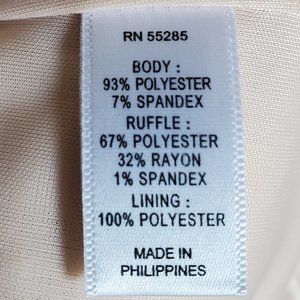 RN 55285
BODY :
93% POLYESTER
7% SPANDEX
RUFFLE :
67% POLYESTER
32% RAYON
1% SPANDEX
LINING :
100% POLYESTER
MADE IN
PHILIPPINES